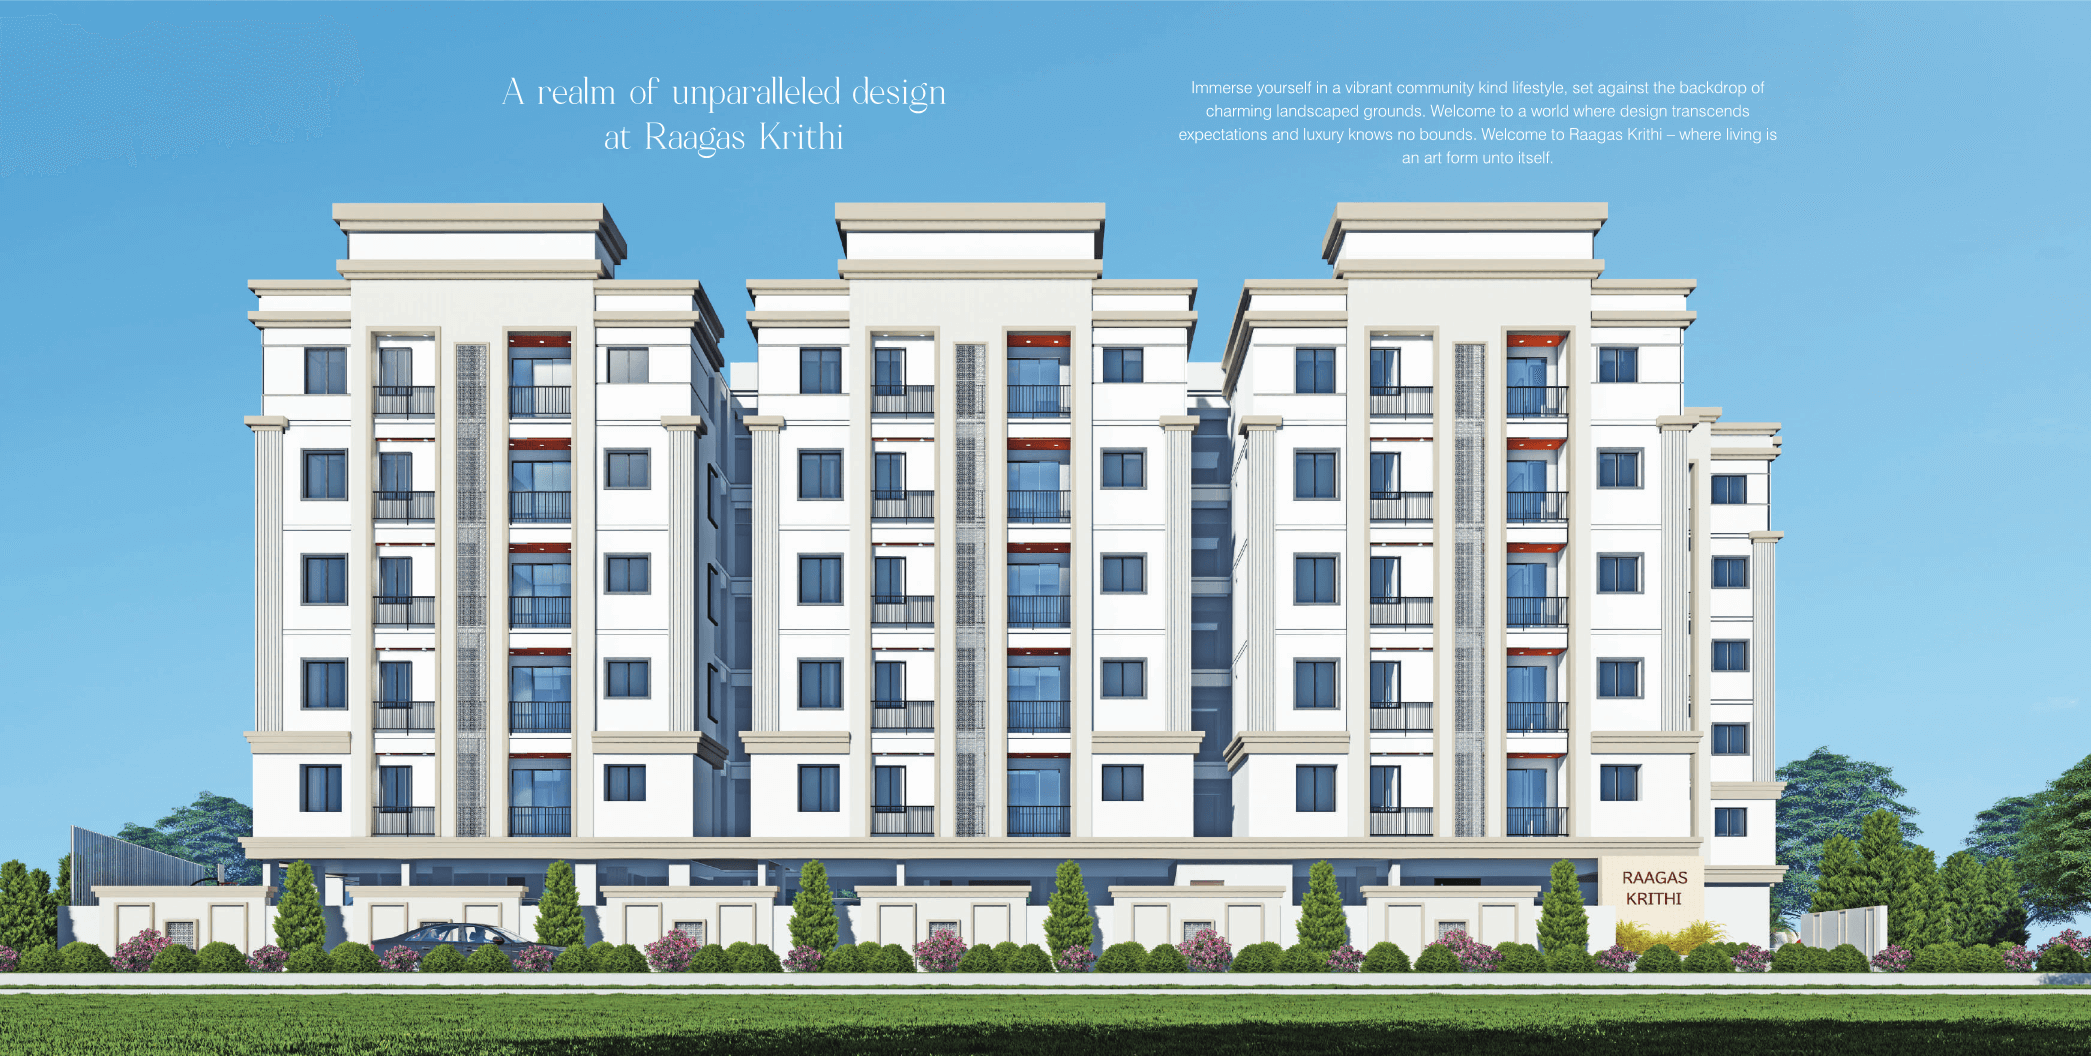 A realm of unparalleled design
at Raagas Krithi
Immerse yourself in a vibrant community kind lifestyle, set against the backdrop of
charming landscaped grounds. Welcome to a world where design transcends
expectations and luxury knows no bounds. Welcome to Raagas Krithi – where living is
an art form unto itself.
RAAGAS
KRITHI